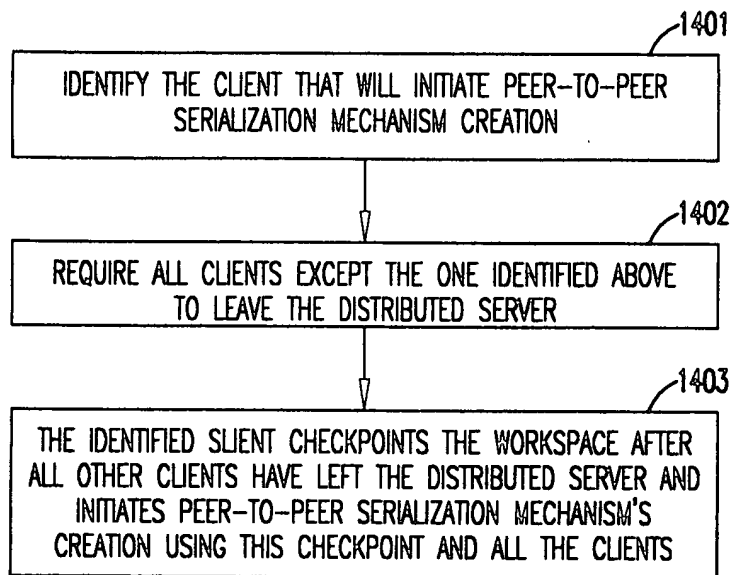 1401
IDENTIFY THE CLIENT THAT WILL INITIATE PEER-TO-PEER
SERIALIZATION MECHANISM CREATION
1402
REQUIRE ALL CLIENTS EXCEPT THE ONE IDENTIFIED ABOVE
TO LEAVE THE DISTRIBUTED SERVER
1403
THE IDENTIFIED SLIENT CHECKPOINTS THE WORKSPACE AFTER
ALL OTHER CLIENTS HAVE LEFT THE DISTRIBUTED SERVER AND
INITIATES PEER-TO-PEER SERIALIZATION MECHANISM'S
CREATION USING THIS CHECKPOINT AND ALL THE CLIENTS